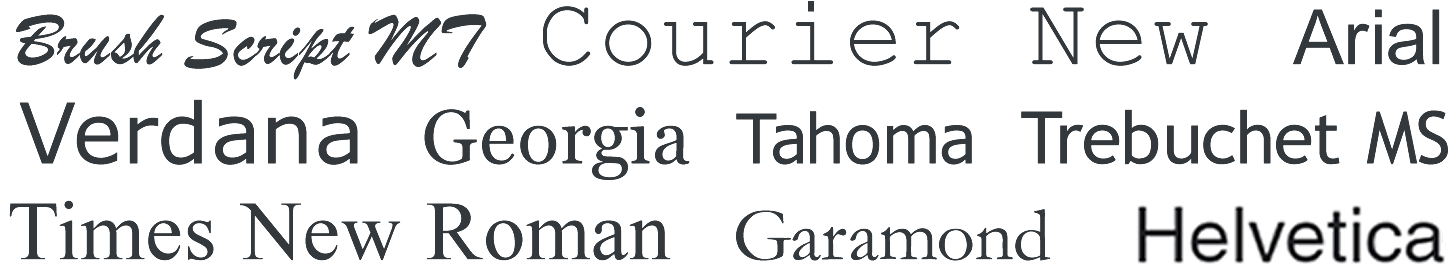 Brush Script MT Courier New Arial
Verdana Georgia Tahoma Trebuchet MS
Times New Roman Garamond Helvetica